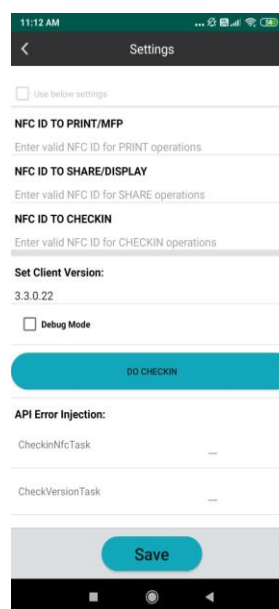 11:12 AM
...
58
Settings
Use below settings
NFC ID TO PRINT/MFP
Enter valid NFC ID for PRINT operations
NFC ID TO SHARE/DISPLAY
Enter valid NFC ID for SHARE operations
NFC ID TO CHECKIN
Enter valid NFC ID for CHECKIN operations
Set Client Version:
3.3.0.22
Debug Mode
DO CHECKIN
API Error Injection:
CheckinNfcTask
CheckVersionTask
Save